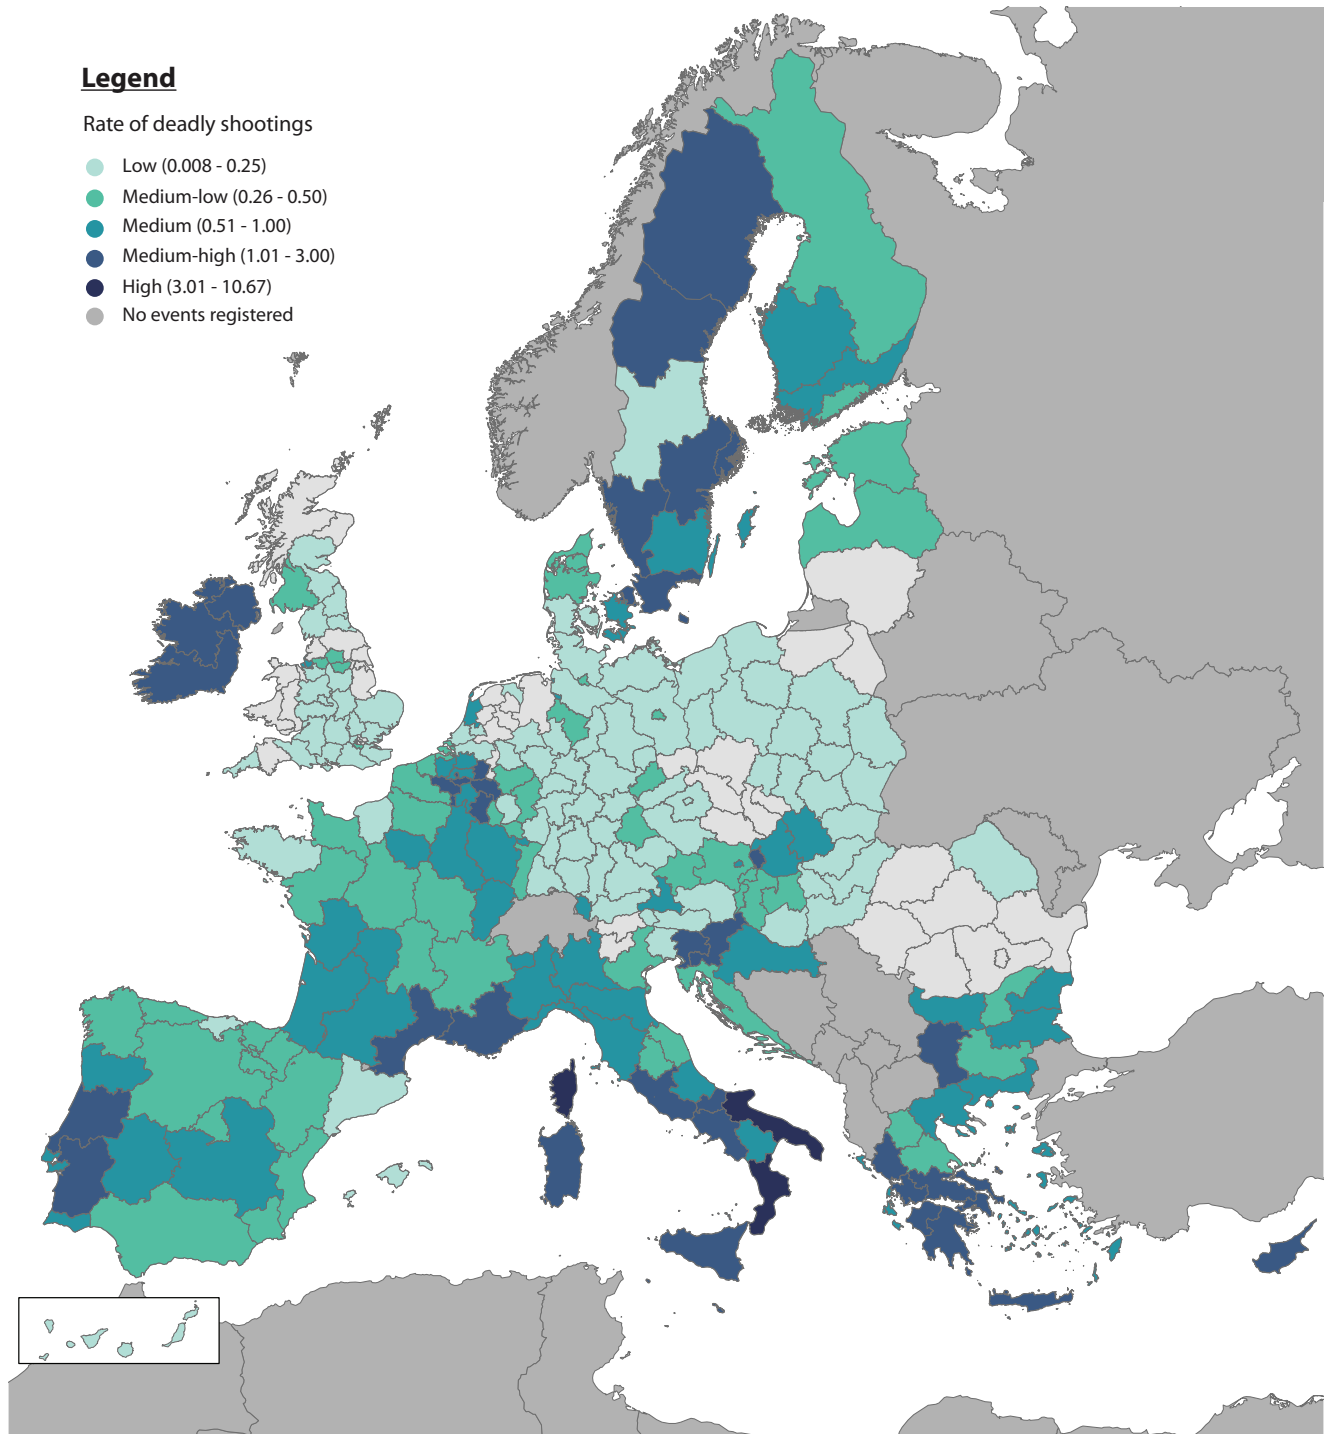 Legend
Rate of deadly shootings
Low (0.008 - 0.25)
Medium-low (0.26 - 0.50)
Medium (0.51 - 1.00)
Medium-high (1.01 - 3.00)
High (3.01 - 10.67)
No events registered